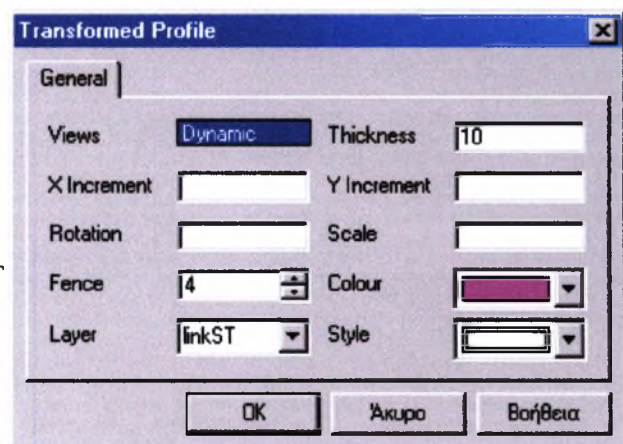 Transformed Profile
General
Views Dynamic Thickness 10
X Increment Y Increment
Rotation Scale
Fence 4 Colour
Layer linkST Style
OK Άκυρο Βοήθεια